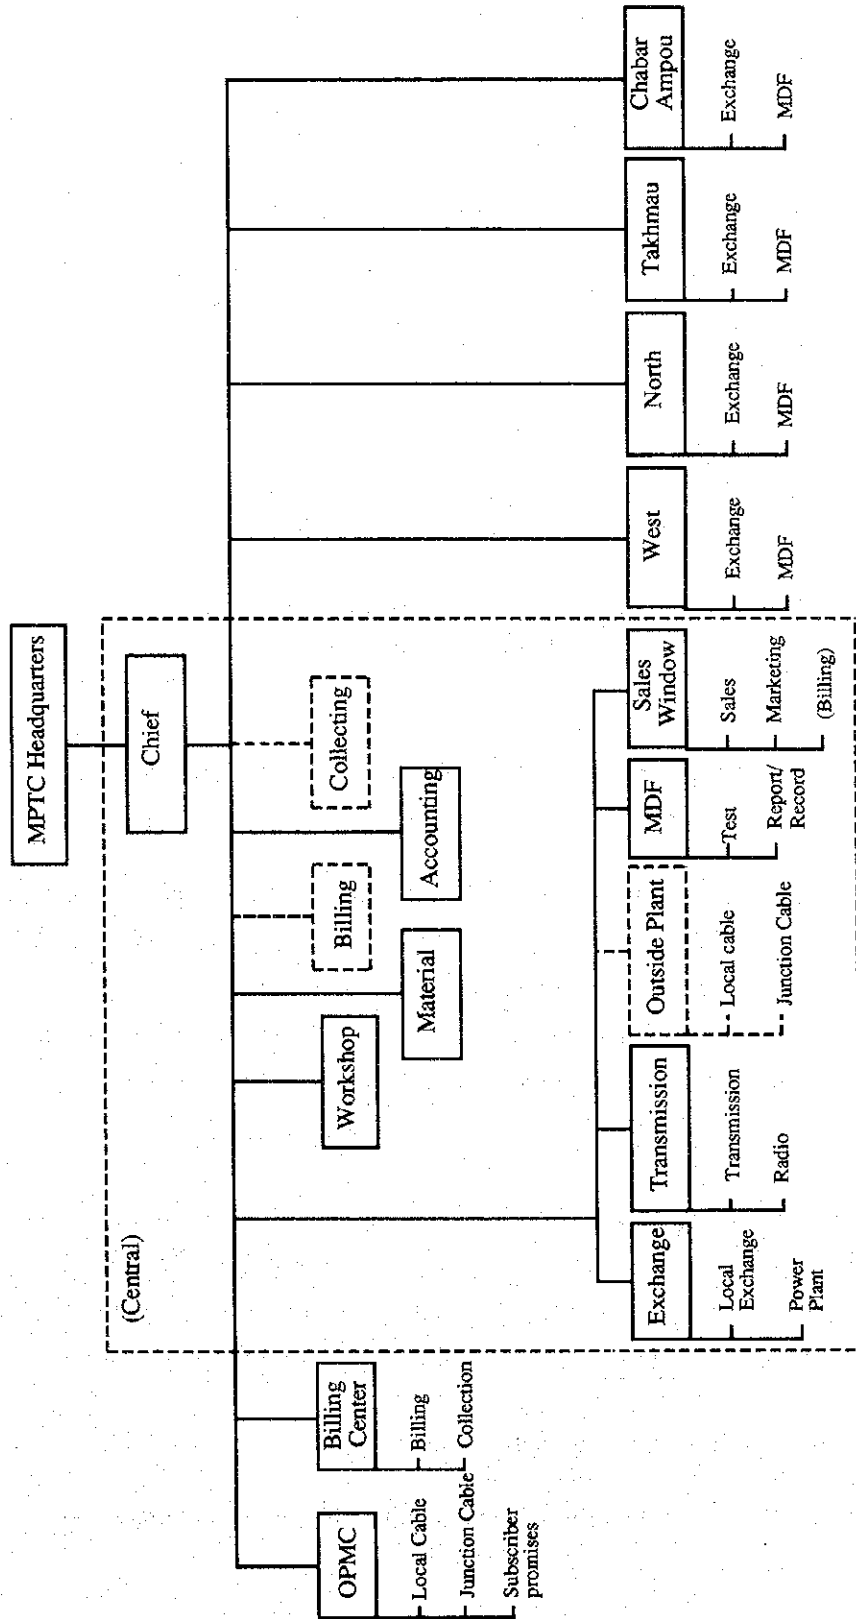 MPTC Headquarters
Chief
(Central)
Workshop
Material
Billing
Accounting
Collecting
OPMC
Local Cable
Junction Cable
Subscriber
promises
Billing
Center
Billing
Collection
Exchange
Local
Exchange
Power
Plant
Transmission
Transmission
Radio
Outside Plant
Local cable
Junction Cable
MDF
Test
Report/
Record
Sales
Window
Sales
Marketing
(Billing)
West
Exchange
MDF
North
Exchange
MDF
Takhmau
Exchange
MDF
Chabar
Ampou
Exchange
MDF